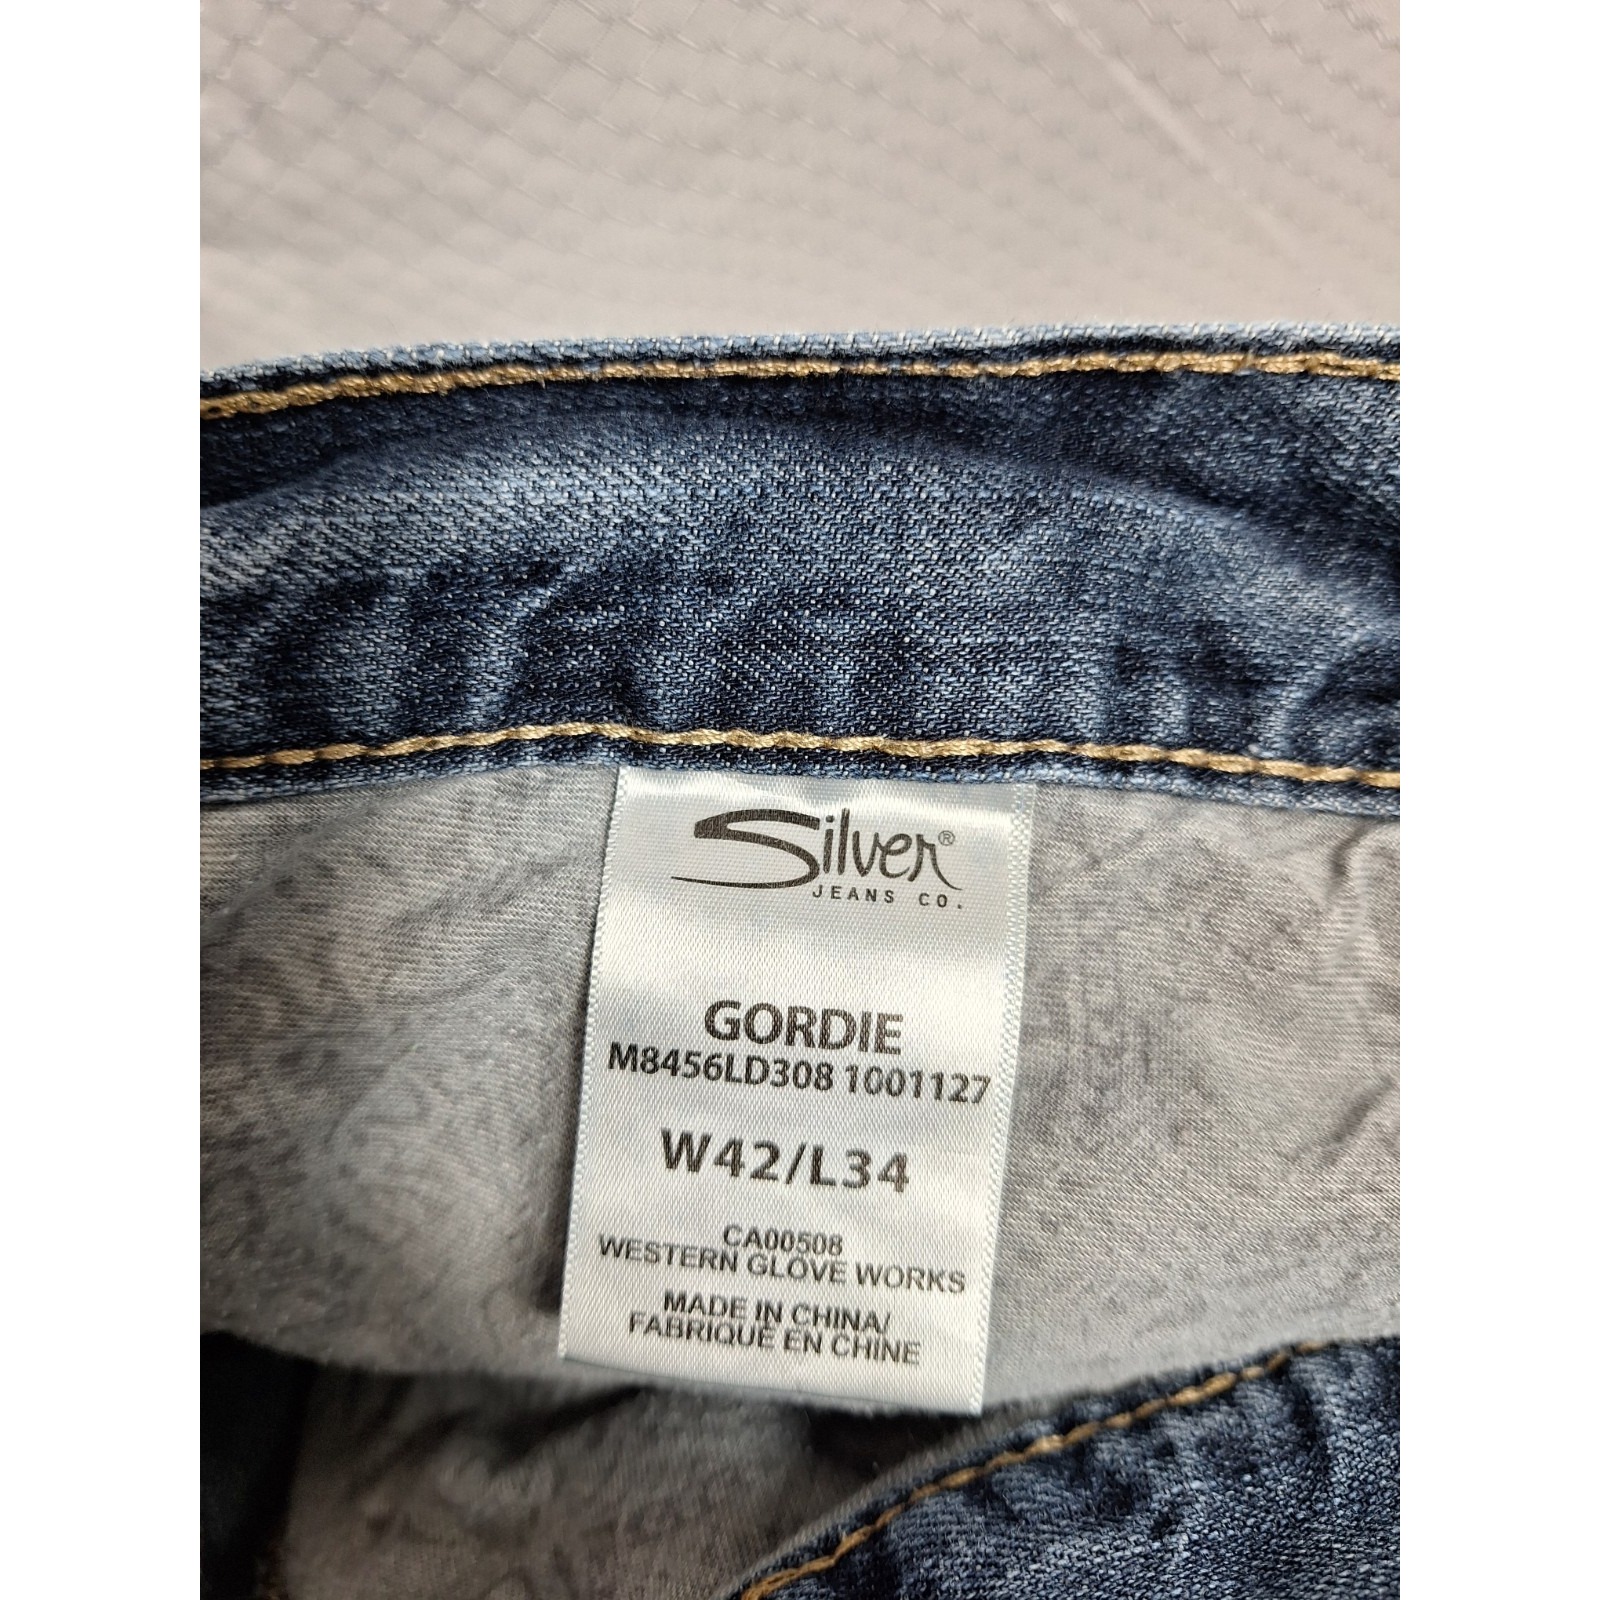 Silver®
JEANS CO.
GORDIE
M8456LD308 1001127
W42/L34
CA00508
WESTERN GLOVE WORKS
MADE IN CHINA/
FABRIQUÉ EN CHINE